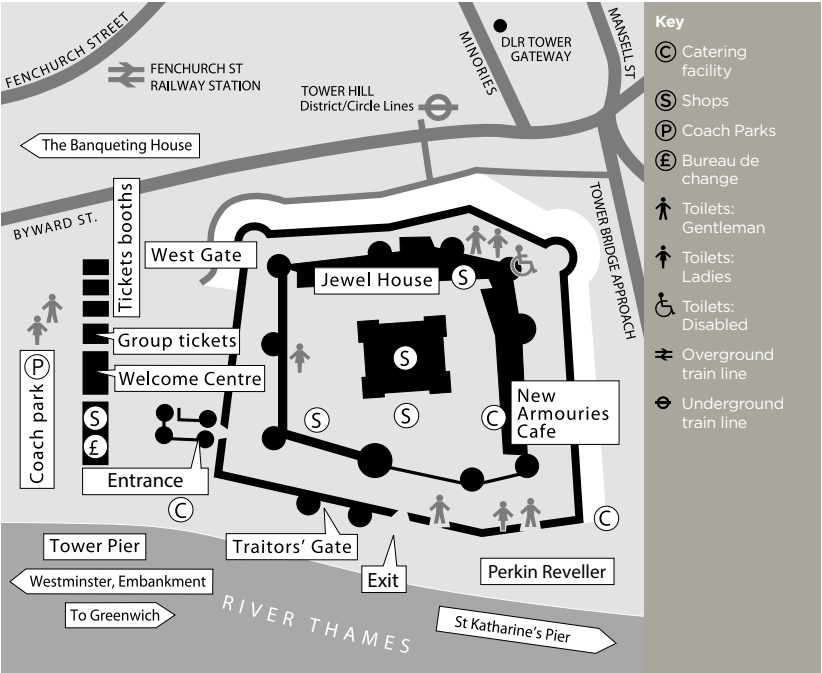 FENCHURCH STREET
FENCHURCH ST
RAILWAY STATION
MINORIES
DLR TOWER
GATEWAY
MANSELL ST
TOWER HILL
District/Circle Lines
The Banqueting House
BYWARD ST.
Tickets booths
West Gate
TOWER BRIDGE APPROACH
Jewel House
S
Group tickets
P
Coach park
Welcome Centre
S
£
S
S
S
C
New
Armouries
Cafe
Entrance
C
C
Tower Pier
Traitors' Gate
Exit
Perkin Reveller
Westminster, Embankment
To Greenwich
RIVER THAMES
St Katharine's Pier
Key
C Catering
facility
S Shops
P Coach Parks
£ Bureau de
change
Toilets:
Gentleman
Toilets:
Ladies
Toilets:
Disabled
Overground
train line
Underground
train line